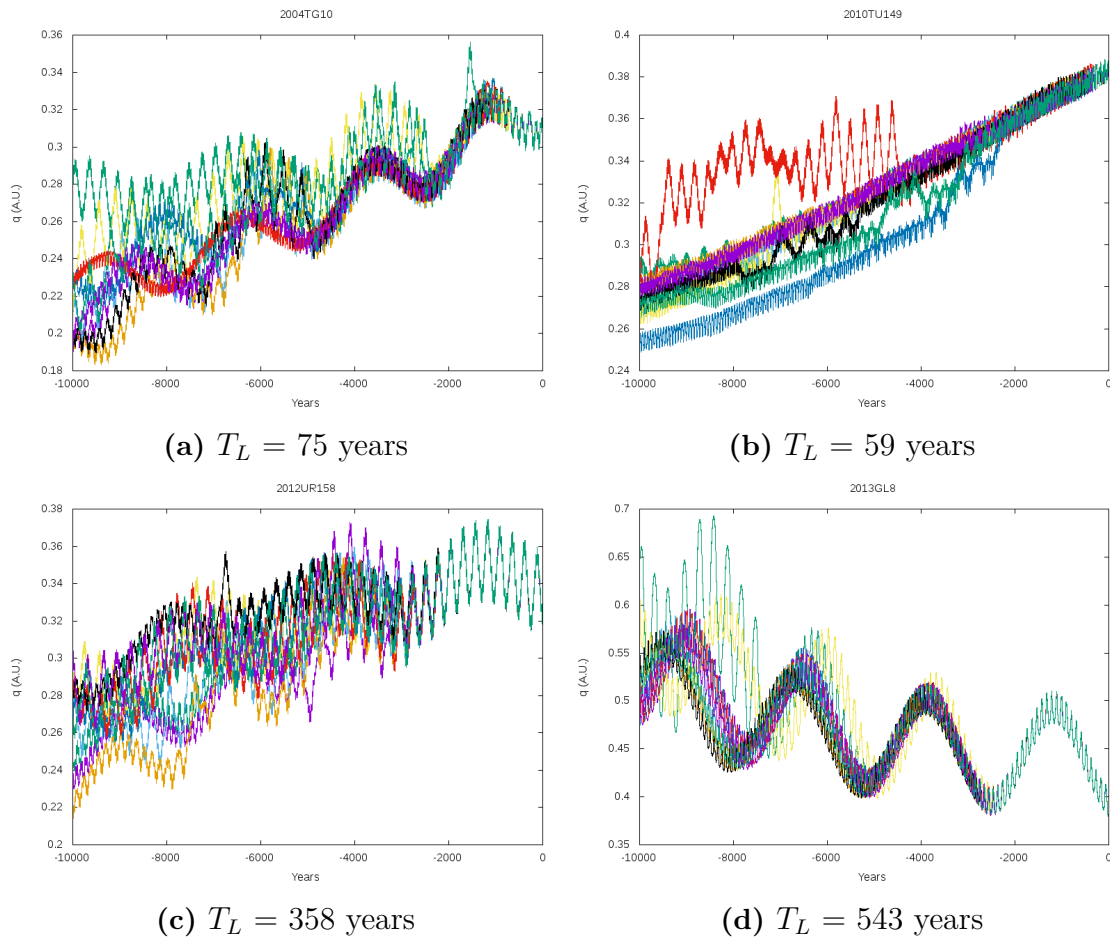 2004TG10
0.36
0.34
0.32
0.3
0.28
0.26
0.24
0.22
0.2
0.18
q (A.U.)
-10000 -8000 -6000 -4000 -2000 0
Years
(a) T_L = 75 years
2010TU149
0.4
0.38
0.36
0.34
0.32
0.3
0.28
0.26
0.24
q (A.U.)
-10000 -8000 -6000 -4000 -2000 0
Years
(b) T_L = 59 years
2012UR158
0.38
0.36
0.34
0.32
0.3
0.28
0.26
0.24
0.22
0.2
q (A.U.)
-10000 -8000 -6000 -4000 -2000 0
Years
(c) T_L = 358 years
2013GL8
0.7
0.65
0.6
0.55
0.5
0.45
0.4
0.35
q (A.U.)
-10000 -8000 -6000 -4000 -2000 0
Years
(d) T_L = 543 years